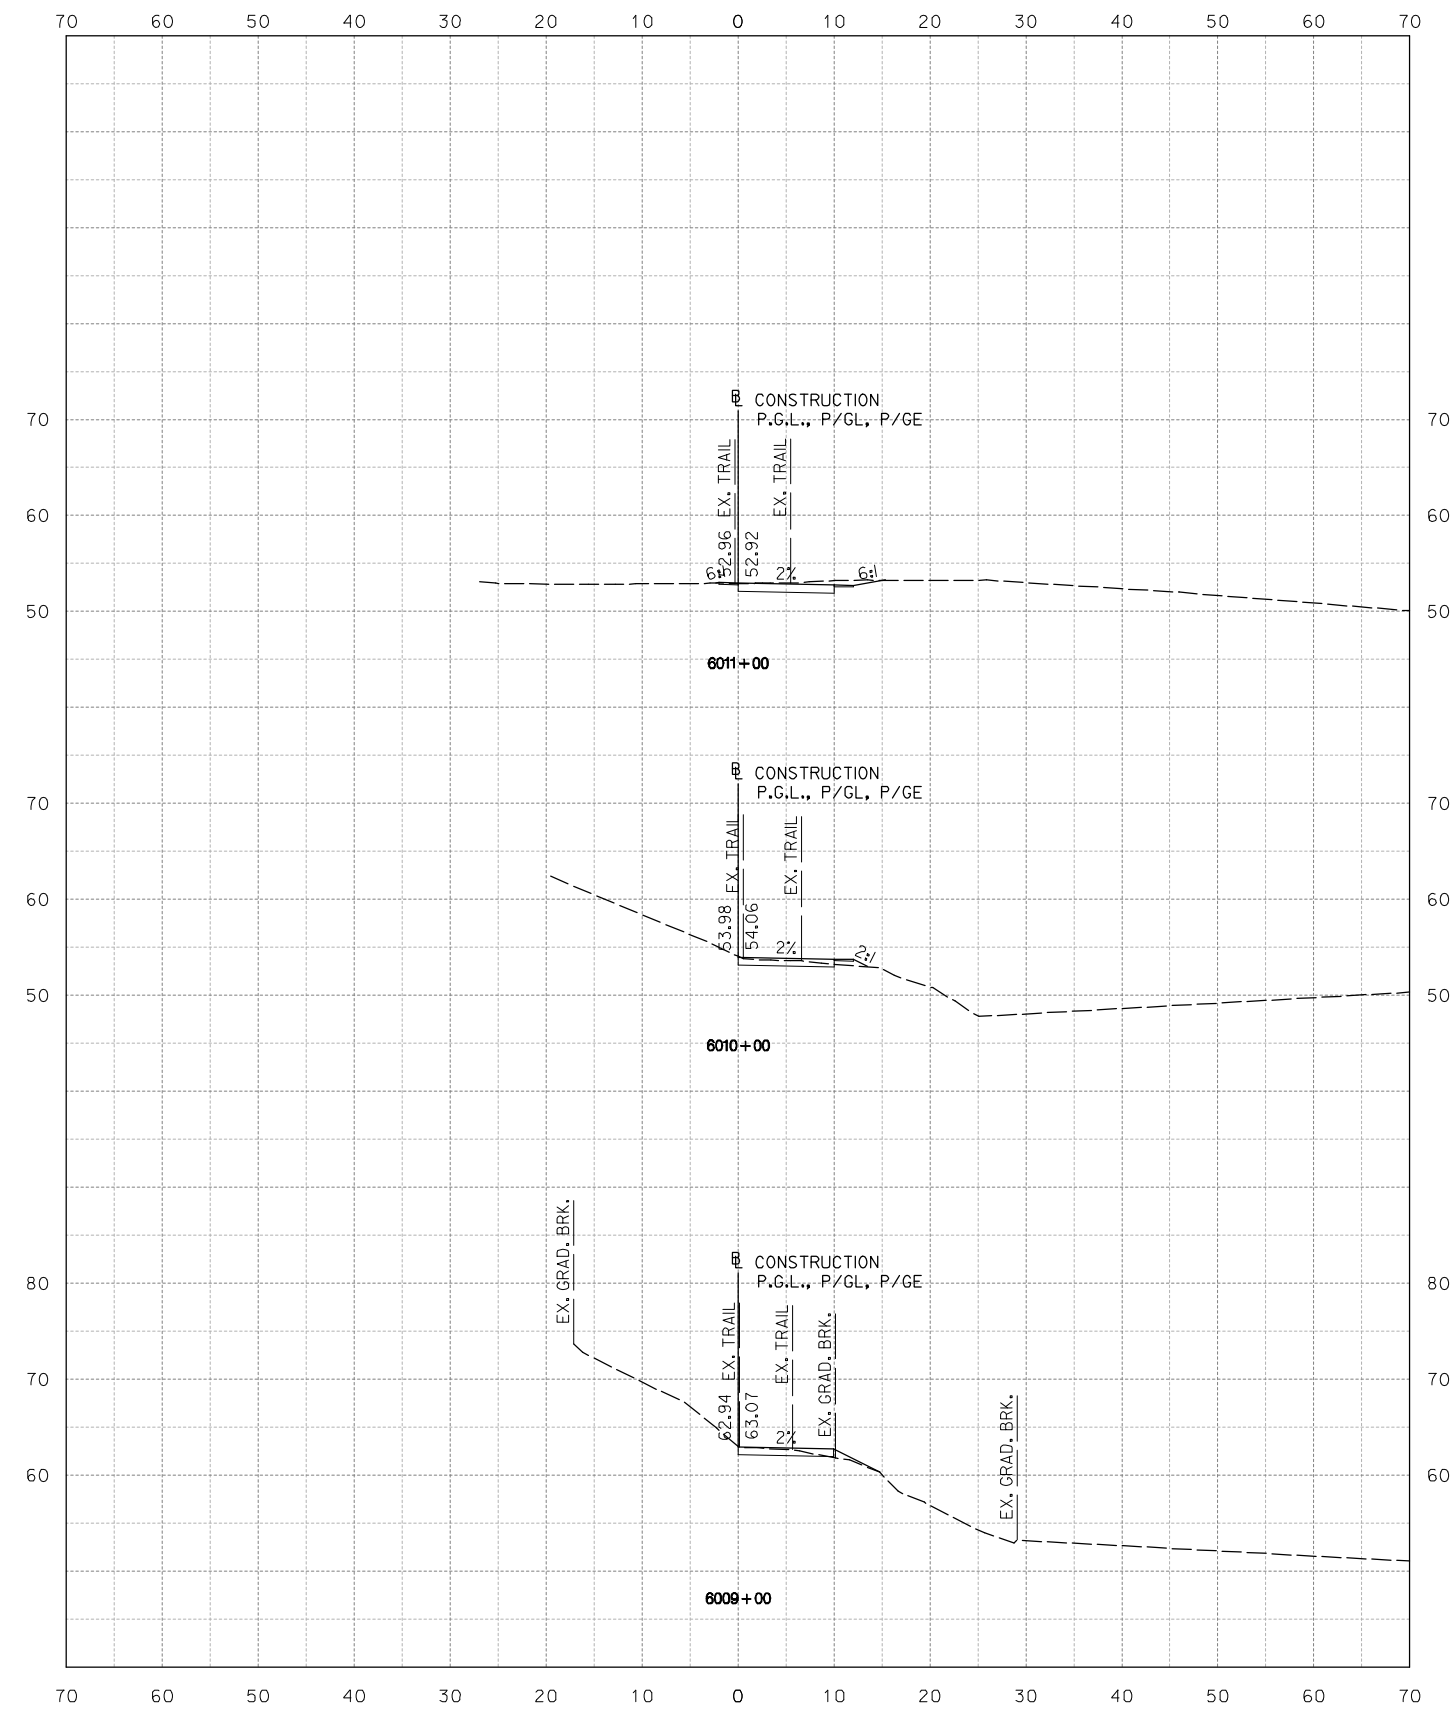 70 60 50 40 30 20 10 0 10 20 30 40 50 60 70
B CONSTRUCTION
P.G.L., P/GL, P/GE
70 70
EX. TRAIL EX. TRAIL
60 60
52.96 52.92
6:1 2% 6:1
50 50
6011+00
B CONSTRUCTION
P.G.L., P/GL, P/GE
70 70
EX. TRAIL EX. TRAIL
60 60
53.98 54.06
2% 2:1
50 50
6010+00
EX. GRAD. BRK.
B CONSTRUCTION
P.G.L., P/GL, P/GE
80 80
EX. TRAIL EX. TRAIL EX. GRAD. BRK.
70 70
62.94 63.07
2%
EX. GRAD. BRK.
60 60
6009+00
70 60 50 40 30 20 10 0 10 20 30 40 50 60 70